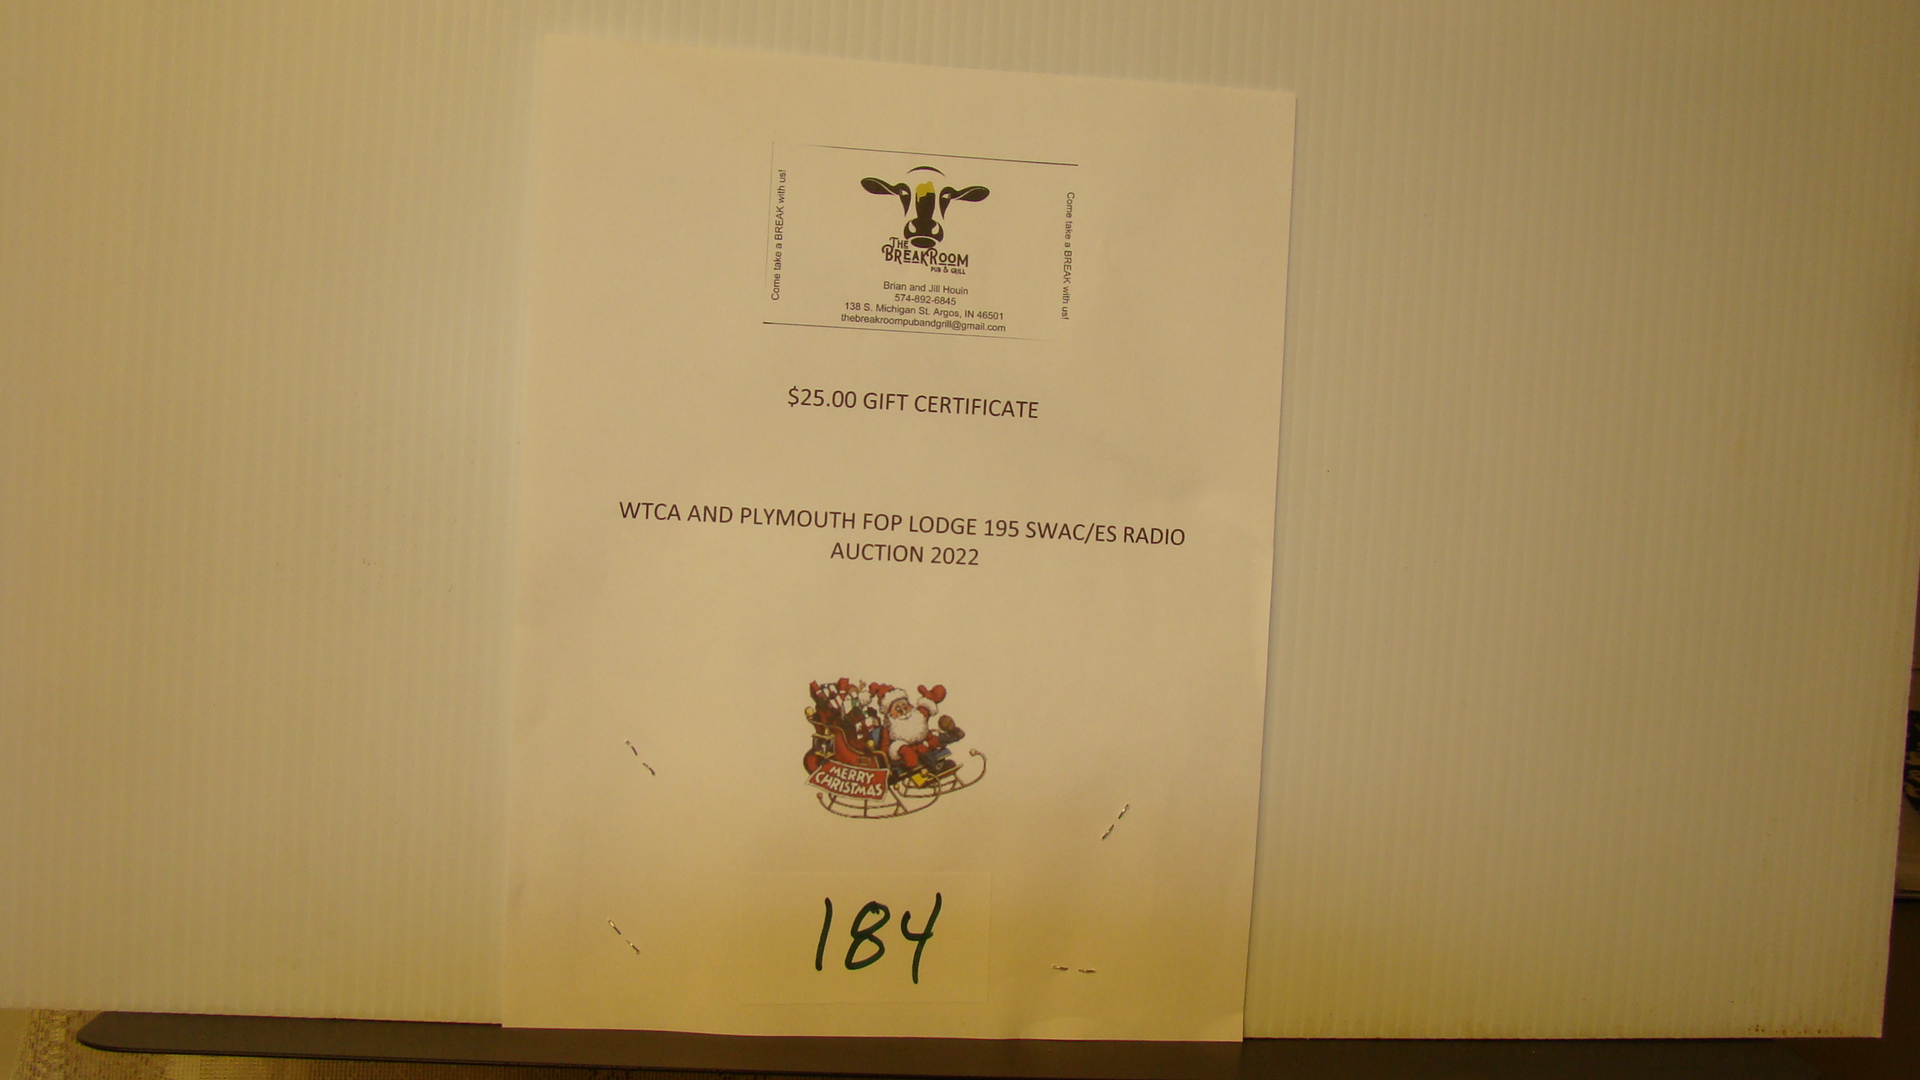 Come take a BREAK with us!
THE
BREAKROOM
PUB & GRILL
Brian and Jill Houin
574-892-6845
138 S. Michigan St. Argos, IN 46501
thebreakroompubandgrill@gmail.com
Come take a BREAK with us!
$25.00 GIFT CERTIFICATE
WTCA AND PLYMOUTH FOP LODGE 195 SWAC/ES RADIO
AUCTION 2022
MERRY
CHRISTMAS
184